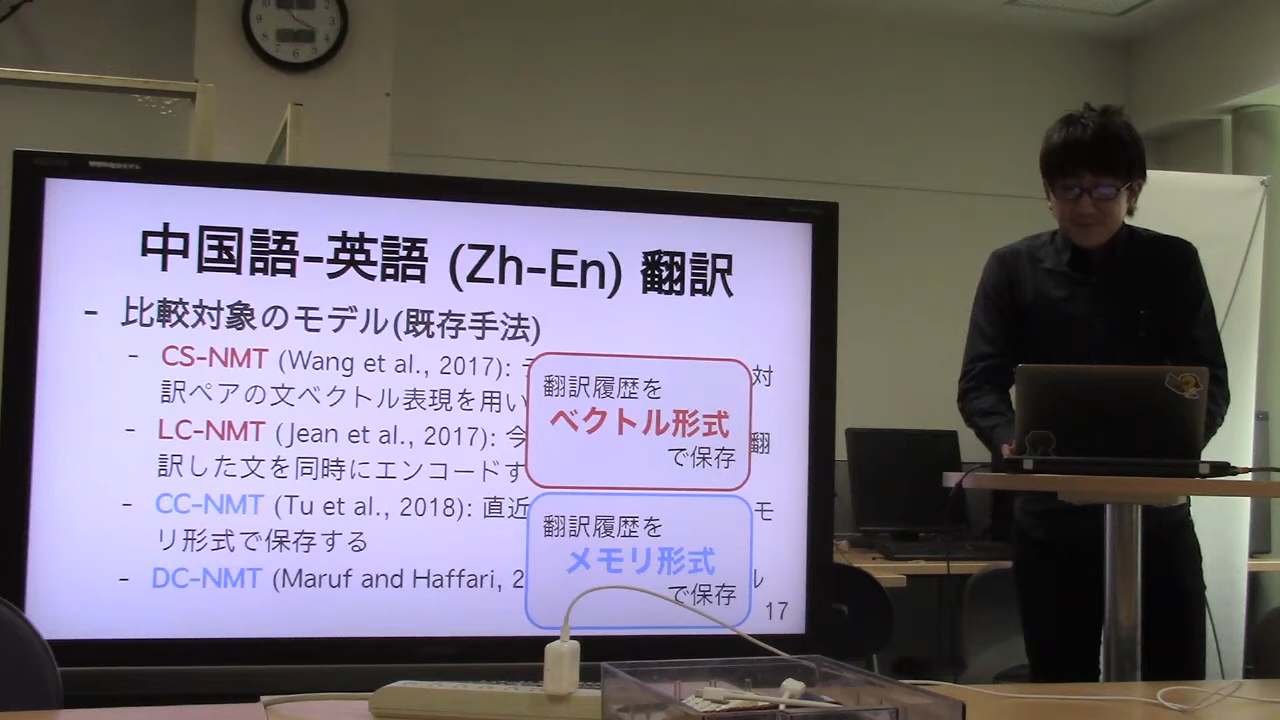 中国語-英語 (Zh-En) 翻訳
- 比較対象のモデル(既存手法)
- CS-NMT (Wang et al., 2017):
対
訳ペアの文ベクトル表現を用い
- LC-NMT (Jean et al., 2017): 今
翻
訳した文を同時にエンコードす
- CC-NMT (Tu et al., 2018): 直近
モ
リ形式で保存する
- DC-NMT (Maruf and Haffari, 2
ル
翻訳履歴を
ベクトル形式
で保存
翻訳履歴を
メモリ形式
で保存
17